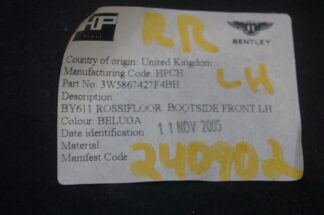 HP
RR
BENTLEY
Country of origin: United Kingdom
Manufacturing Code: HPCH
LH
Part No: 3W5867427F4BH
Description
BY611 ROSSIFLOOR BOOTSIDE FRONT LH
Colour: BELUGA
Date identification 11 NOV 2005
Material
Manifest Code 240902